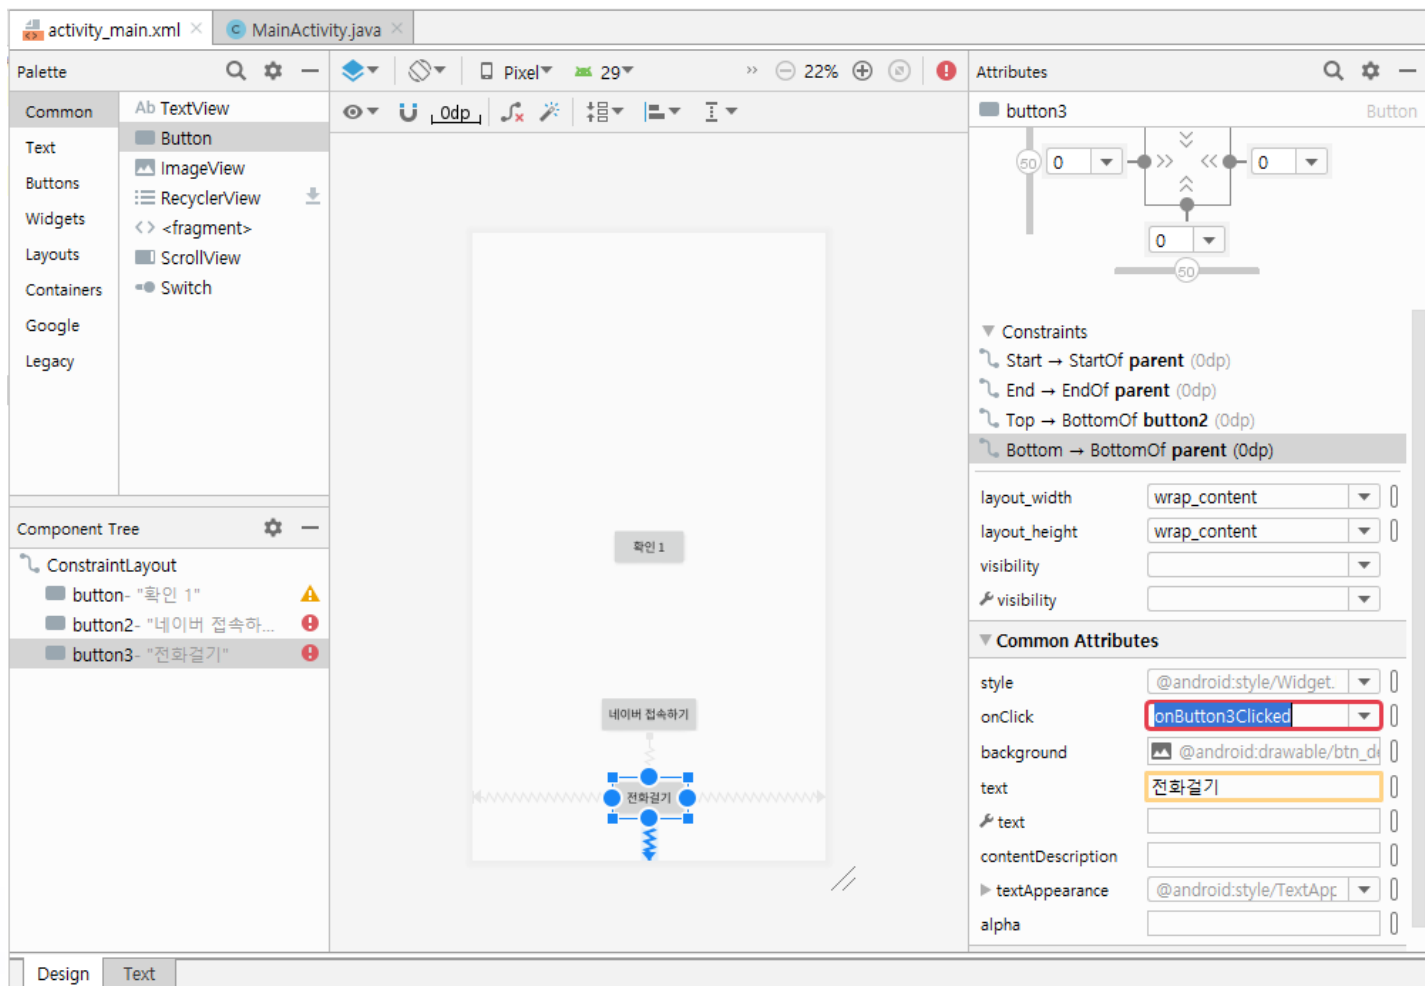 activity_main.xml
MainActivity.java
Palette
Pixel
29
22%
Attributes
Common
Text
Buttons
Widgets
Layouts
Containers
Google
Legacy
Ab TextView
Button
ImageView
RecyclerView
<fragment>
ScrollView
Switch
0dp
확인 1
네이버 접속하기
전화걸기
Component Tree
ConstraintLayout
button- "확인 1"
button2- "네이버 접속하...
button3- "전화걸기"
button3
Button
50
0
0
0
50
Constraints
Start → StartOf parent (0dp)
End → EndOf parent (0dp)
Top → BottomOf button2 (0dp)
Bottom → BottomOf parent (0dp)
layout_width wrap_content
layout_height wrap_content
visibility
visibility
Common Attributes
style @android:style/Widget.
onClick onButton3Clicked
background @android:drawable/btn_de
text 전화걸기
text
contentDescription
textAppearance @android:style/TextApp
alpha
Design
Text